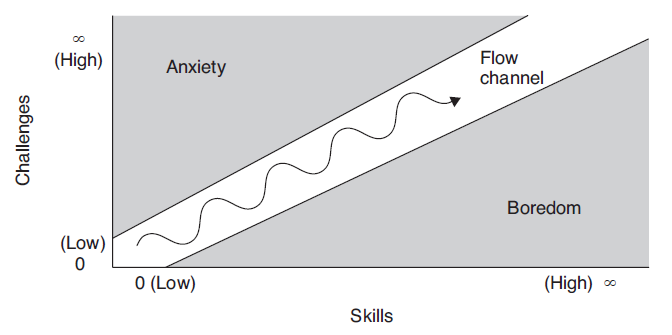 ∞
(High)
Anxiety
Flow
channel
Challenges
Boredom
(Low)
0
0 (Low)
(High) ∞
Skills